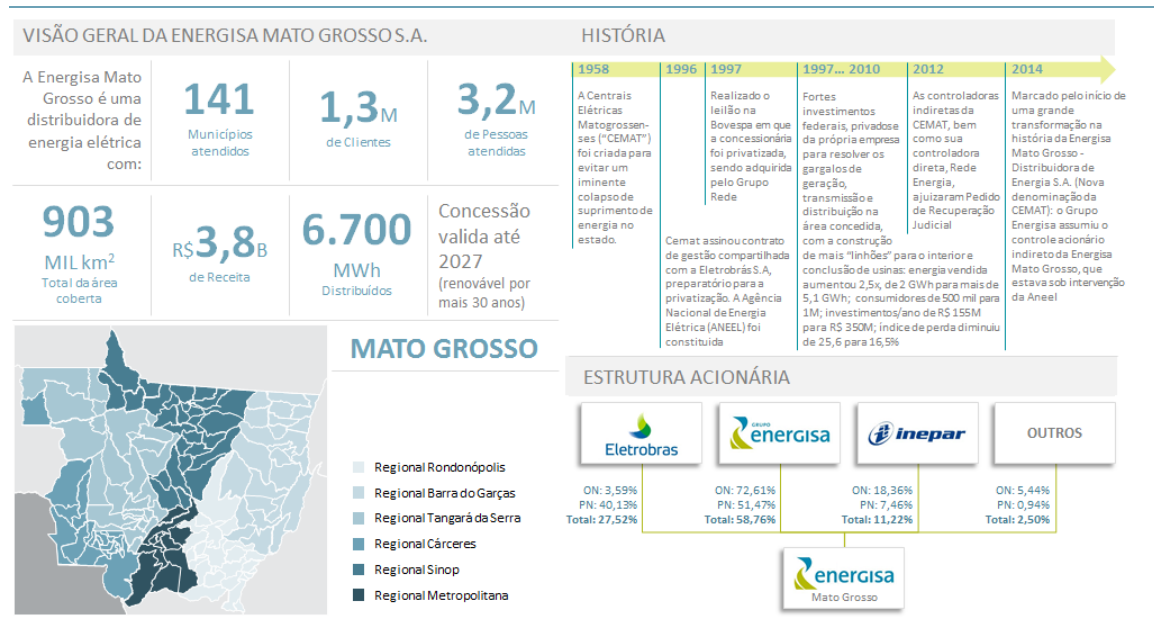 VISÃO GERAL DA ENERGISA MATO GROSSO S.A.
A Energisa Mato
Grosso é uma
distribuidora de
energia elétrica
com:
141
Municípios
atendidos
1,3M
de Clientes
3,2M
de Pessoas
atendidas
903
MIL km²
Total da área
coberta
R$3,8B
de Receita
6.700
MWh
Distribuídos
Concessão
valida até
2027
(renovável por
mais 30 anos)
MATO GROSSO
Regional Rondonópolis
Regional Barra do Garças
Regional Tangará da Serra
Regional Cárceres
Regional Sinop
Regional Metropolitana
HISTÓRIA
1958
A Centrais
Elétricas
Matogrossen-
ses ("CEMAT")
foi criada para
evitar um
iminente
colapso de
suprimento de
energia no
estado.
1996
Cemat assinou contrato
de gestão compartilhada
com a Eletrobrás S.A,
preparatório para a
privatização. A Agência
Nacional de Energia
Elétrica (ANEEL) foi
constituida
1997
Realizado o
leilão na
Bovespa em que
a concessionária
foi privatizada,
sendo adquirida
pelo Grupo
Rede
1997... 2010
Fortes
investimentos
federais, privados e
da própria empresa
para resolver os
gargalos de
geração,
transmissão e
distribuição na
área concedida,
com a construção
de mais "linhões" para o interior e
conclusão de usinas: energia vendida
aumentou 2,5x, de 2 GWh para mais de
5,1 GWh; consumidores de 500 mil para
1M; investimentos/ano de R$ 155M
para R$ 350M; índice de perda diminuiu
de 25,6 para 16,5%
2012
As controladoras
indiretas da
CEMAT, bem
como sua
controladora
direta, Rede
Energia,
ajuizaram Pedido
de Recuperação
Judicial
2014
Marcado pelo início de
uma grande
transformação na
história da Energisa
Mato Grosso -
Distribuidora de
Energia S.A. (Nova
denominação da
CEMAT): o Grupo
Energisa assumiu o
controle acionário
indireto da Energisa
Mato Grosso, que
estava sob intervenção
da Aneel
ESTRUTURA ACIONÁRIA
Eletrobras
GRUPO
energisa
inepar
OUTROS
ON: 3,59%
PN: 40,13%
Total: 27,52%
ON: 72,61%
PN: 51,47%
Total: 58,76%
ON: 18,36%
PN: 7,46%
Total: 11,22%
ON: 5,44%
PN: 0,94%
Total: 2,50%
energisa
Mato Grosso